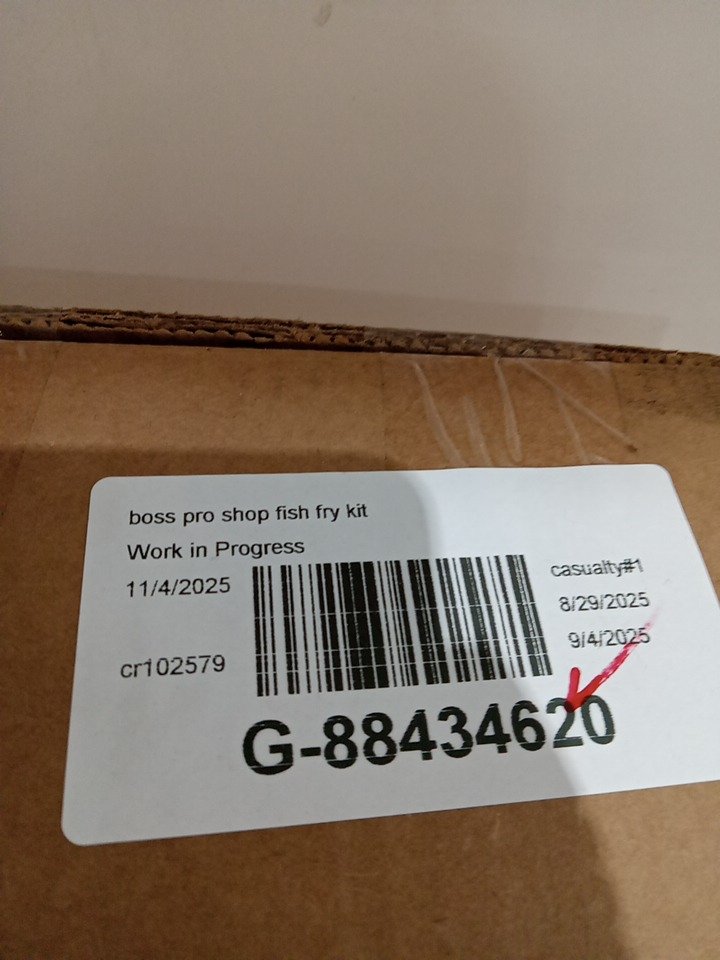 boss pro shop fish fry kit
Work in Progress
11/4/2025
casualty#1
8/29/2025
9/4/2025
cr102579
G-88434620